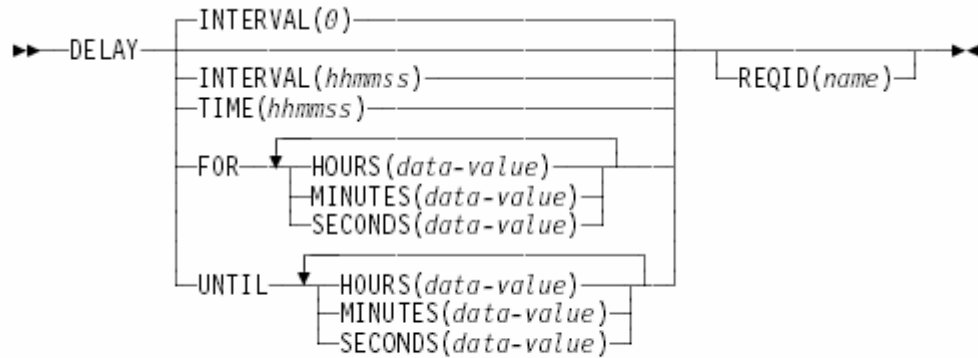 INTERVAL(0)
DELAY
INTERVAL(hhmmss)
REQID(name)
TIME(hhmmss)
FOR HOURS(data-value)
MINUTES(data-value)
SECONDS(data-value)
UNTIL HOURS(data-value)
MINUTES(data-value)
SECONDS(data-value)